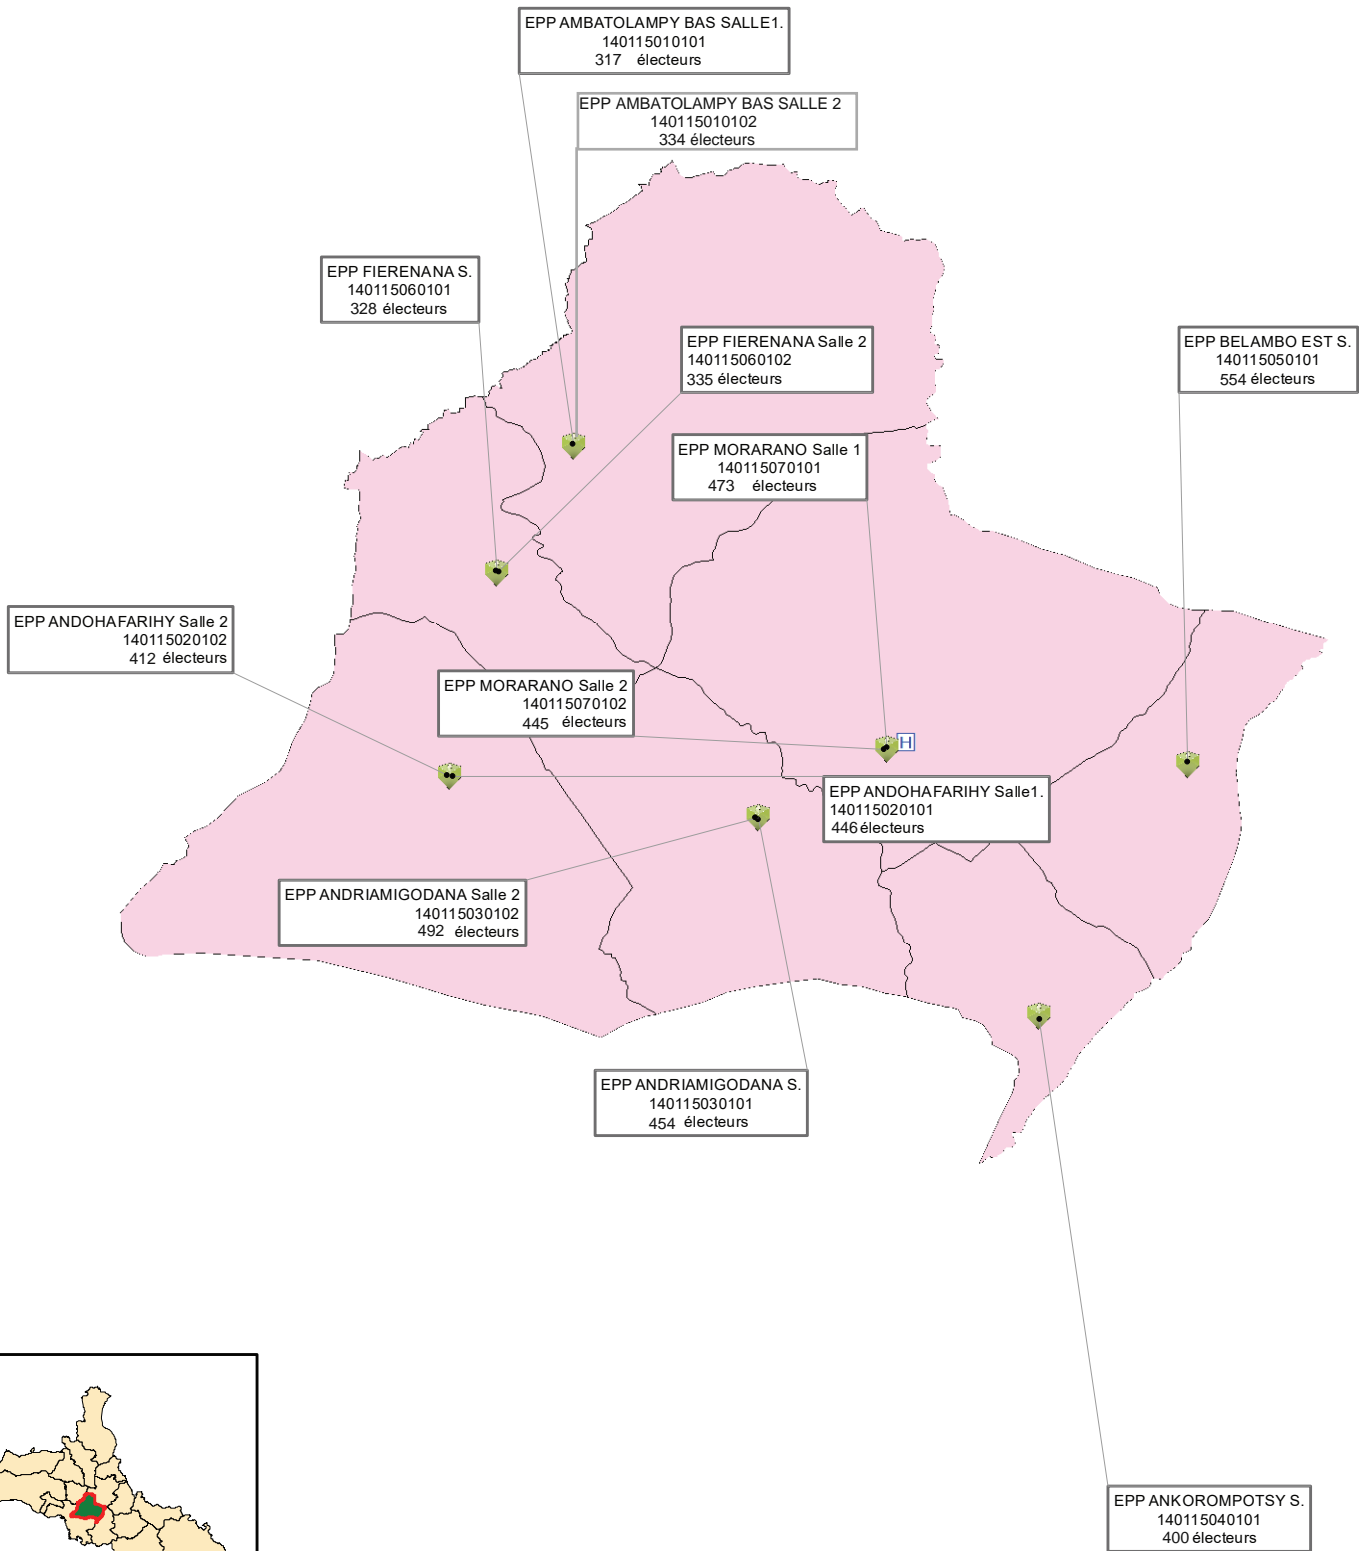 EPP AMBATOLAMPY BAS SALLE1.
140115010101
317 électeurs
EPP AMBATOLAMPY BAS SALLE 2
140115010102
334 électeurs
EPP FIERENANA S.
140115060101
328 électeurs
EPP FIERENANA Salle 2
140115060102
335 électeurs
EPP BELAMBO EST S.
140115050101
554 électeurs
EPP MORARANO Salle 1
140115070101
473 électeurs
EPP ANDOHAFARIHY Salle 2
140115020102
412 électeurs
EPP MORARANO Salle 2
140115070102
445 électeurs
H
EPP ANDOHAFARIHY Salle1.
140115020101
446 électeurs
EPP ANDRIAMIGODANA Salle 2
140115030102
492 électeurs
EPP ANDRIAMIGODANA S.
140115030101
454 électeurs
EPP ANKOROMPOTSY S.
140115040101
400 électeurs